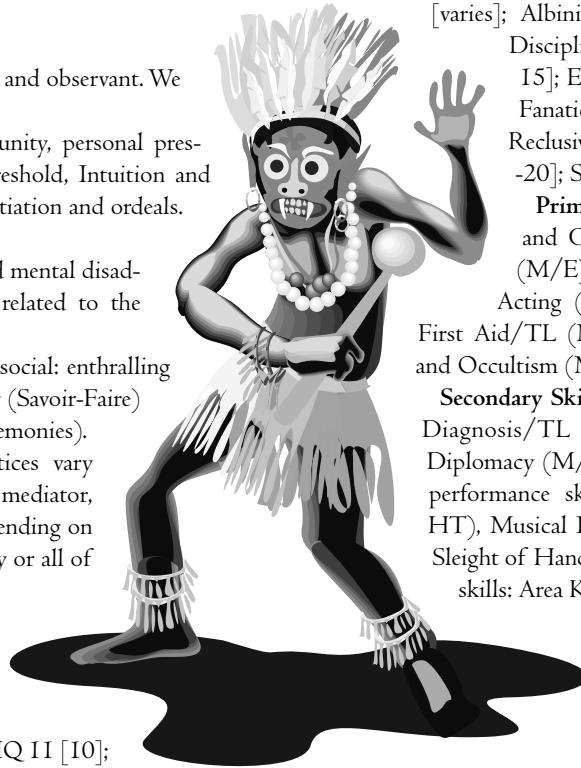 and observant. We
unity, personal pres-
reshold, Intuition and
tiation and ordeals.
d mental disad-
related to the
social: enthralling
(Savoir-Faire)
emonies).
tices vary
mediator,
ending on
y or all of
IQ 11 [10];
[varies]; Albini
Discipli
15]; E
Fanatic
Reclusiv
-20]; S
Prim
and O
(M/E)
Acting (
First Aid/TL (M
and Occultism (M
Secondary Ski
Diagnosis/TL
Diplomacy (M/
performance sk
HT), Musical I
Sleight of Hand
skills: Area K